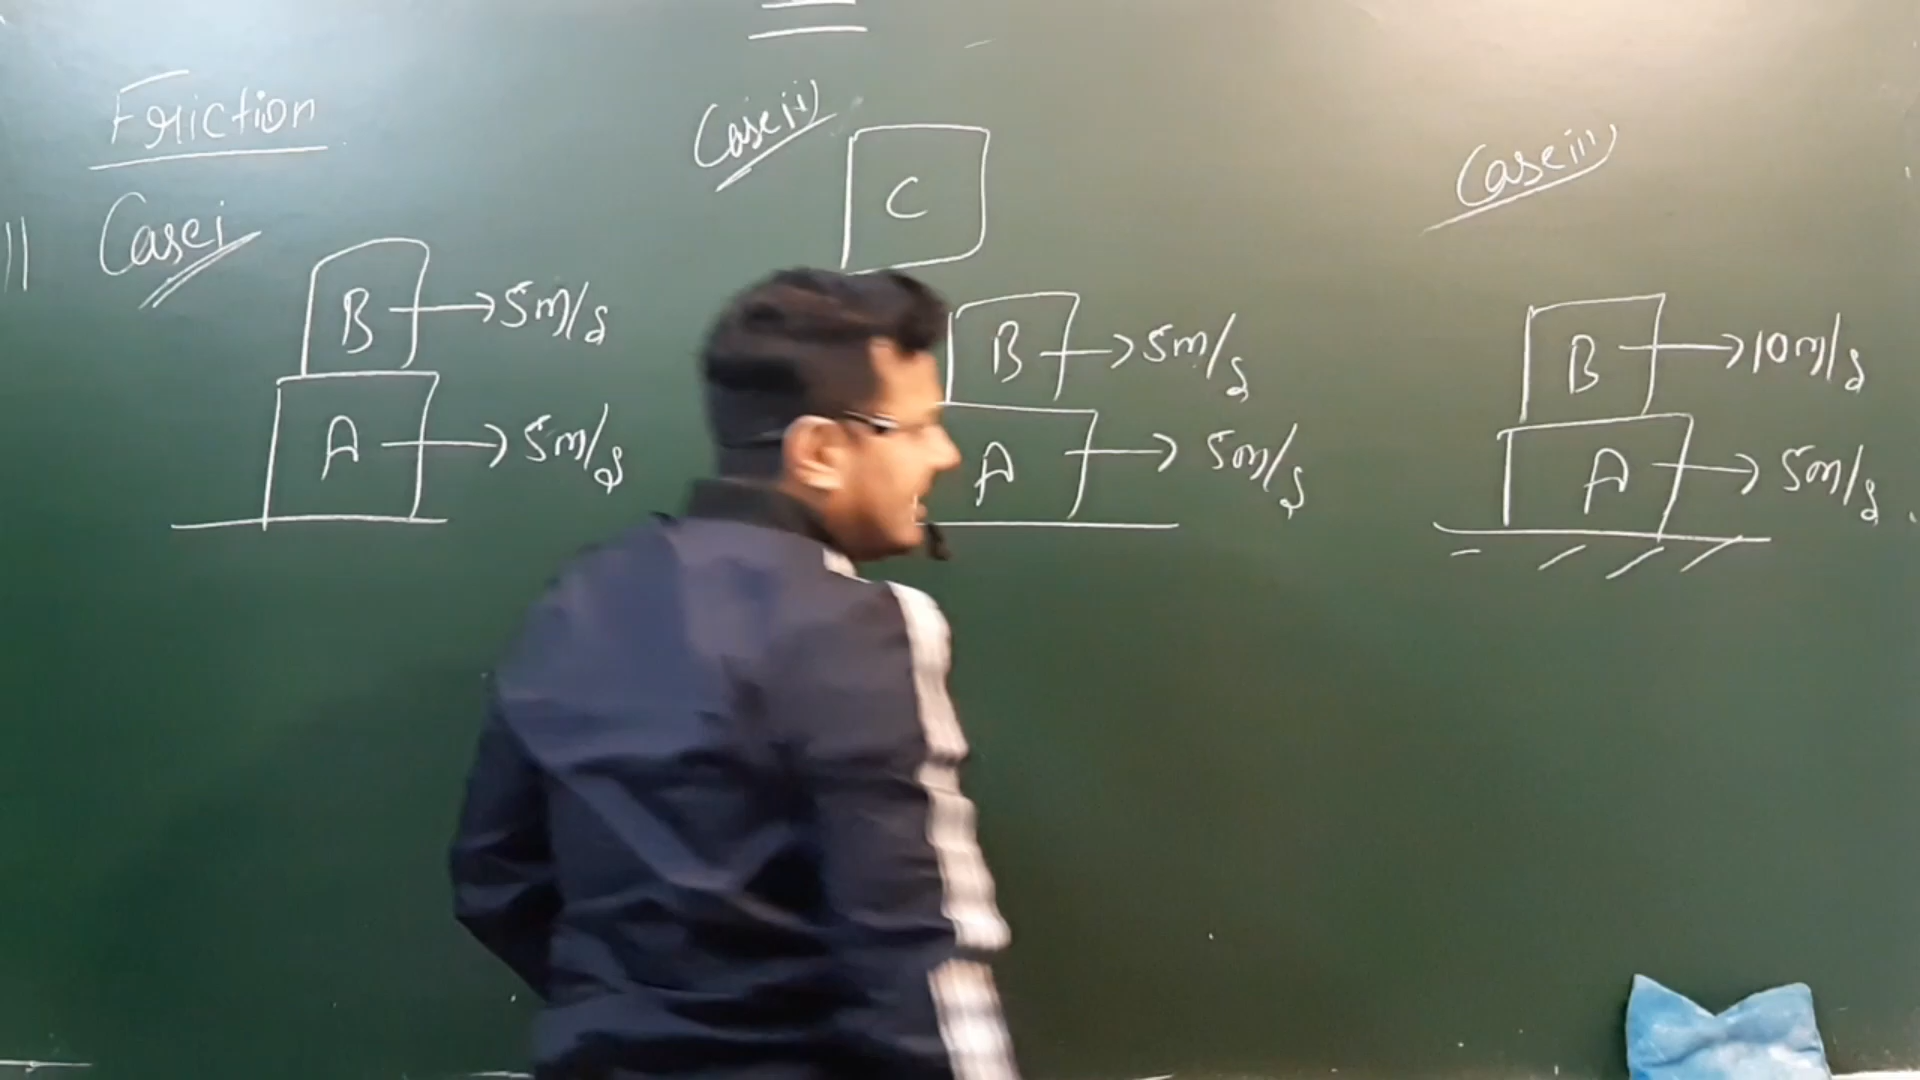 Friction
Case i
B → 5m/s
A → 5m/s
Case ii)
C
B → 5m/s
A → 5m/s
Case iii)
B → 10m/s
A → 5m/s